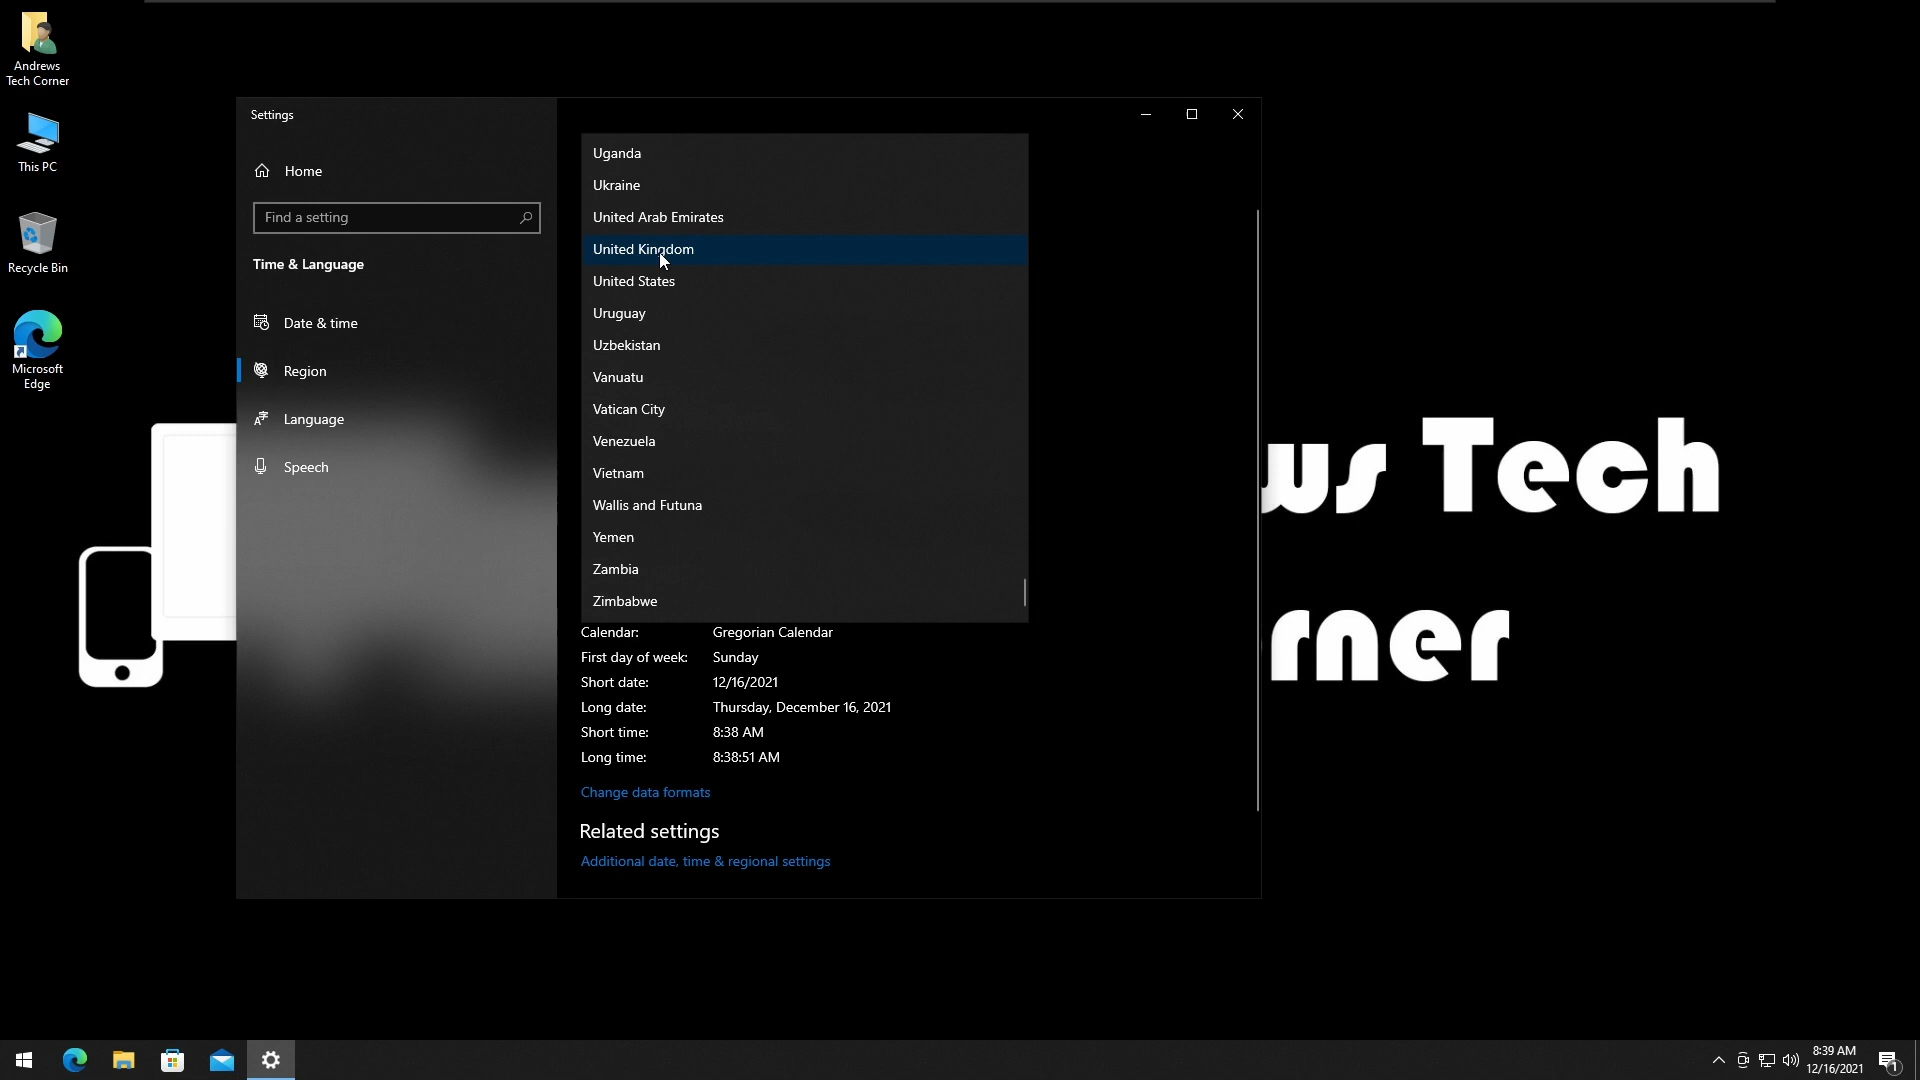 Andrews
Tech Corner
This PC
Recycle Bin
Microsoft
Edge
Settings
Home
Find a setting
Time & Language
Date & time
Region
Language
Speech
Uganda
Ukraine
United Arab Emirates
United Kingdom
United States
Uruguay
Uzbekistan
Vanuatu
Vatican City
Venezuela
Vietnam
Wallis and Futuna
Yemen
Zambia
Zimbabwe
Calendar: Gregorian Calendar
First day of week: Sunday
Short date: 12/16/2021
Long date: Thursday, December 16, 2021
Short time: 8:38 AM
Long time: 8:38:51 AM
Change data formats
Related settings
Additional date, time & regional settings
ws Tech
rner
8:39 AM
12/16/2021
1